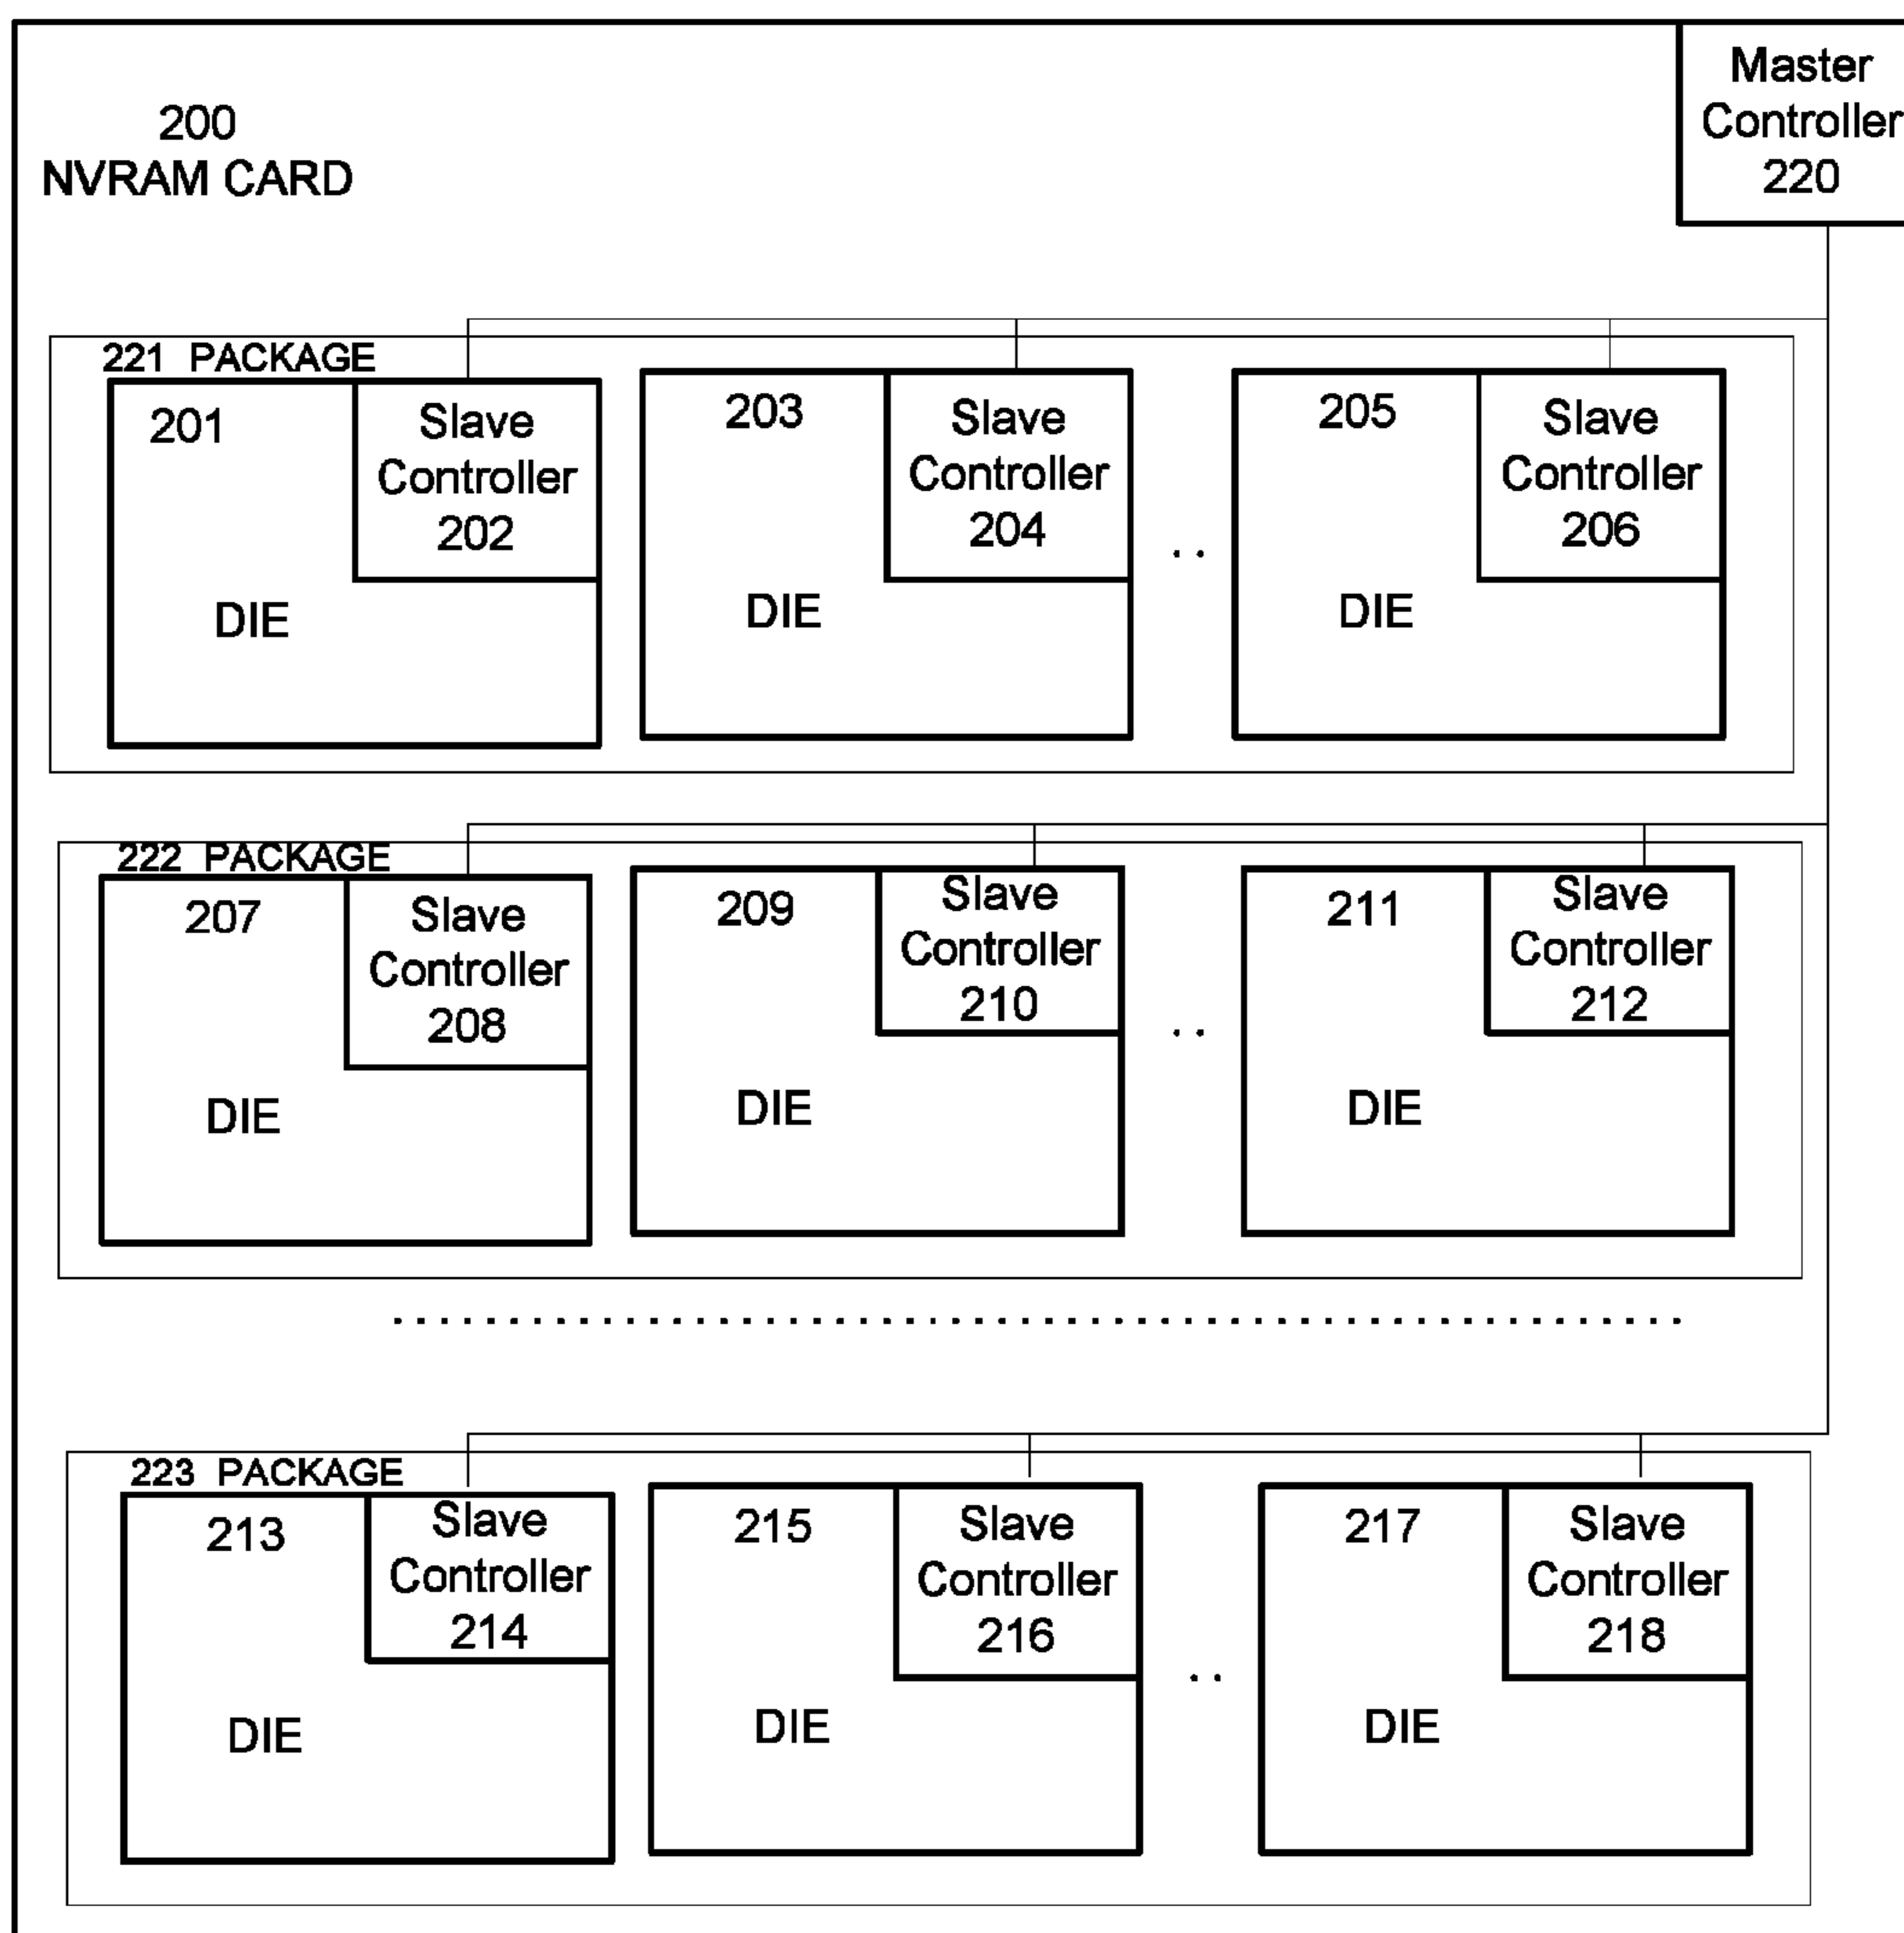 200
NVRAM CARD
Master
Controller
220
221 PACKAGE
201
Slave
Controller
202
DIE
203
Slave
Controller
204
DIE
. .
205
Slave
Controller
206
DIE
222 PACKAGE
207
Slave
Controller
208
DIE
209
Slave
Controller
210
DIE
. .
211
Slave
Controller
212
DIE
223 PACKAGE
213
Slave
Controller
214
DIE
215
Slave
Controller
216
DIE
. .
217
Slave
Controller
218
DIE